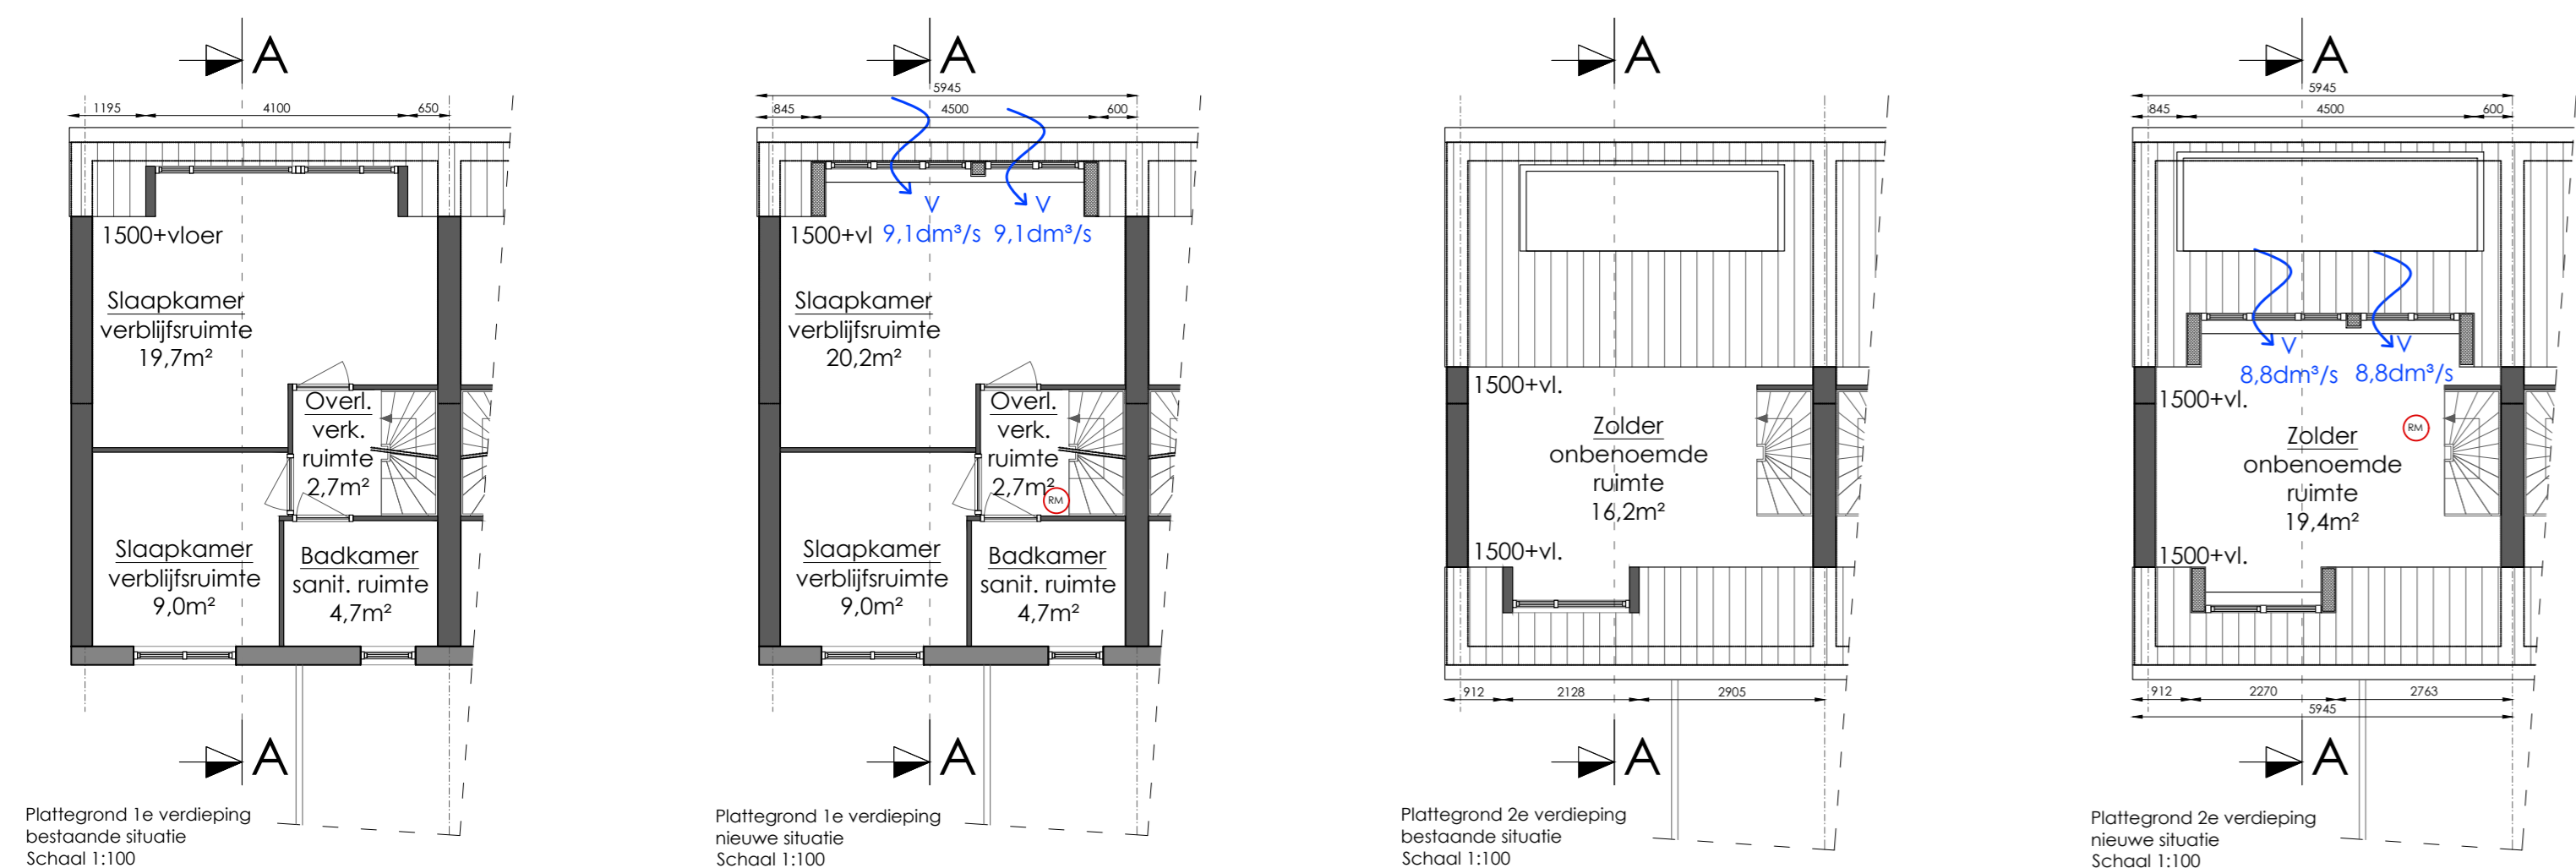 A
1195
4100
650
1500+vloer
Slaapkamer
verblijfsruimte
19,7m²
Overl.
verk.
ruimte
2,7m²
Slaapkamer
verblijfsruimte
9,0m²
Badkamer
sanit. ruimte
4,7m²
A
Plattegrond 1e verdieping
bestaande situatie
Schaal 1:100
A
5945
845
4500
600
V
V
1500+vl
9,1dm³/s
9,1dm³/s
Slaapkamer
verblijfsruimte
20,2m²
Overl.
verk.
ruimte
2,7m²
RM
Slaapkamer
verblijfsruimte
9,0m²
Badkamer
sanit. ruimte
4,7m²
A
Plattegrond 1e verdieping
nieuwe situatie
Schaal 1:100
A
1500+vl.
Zolder
onbenoemde
ruimte
16,2m²
1500+vl.
912
2128
2905
A
Plattegrond 2e verdieping
bestaande situatie
Schaal 1:100
A
5945
845
4500
600
V
V
8,8dm³/s
8,8dm³/s
1500+vl.
RM
Zolder
onbenoemde
ruimte
19,4m²
1500+vl.
912
2270
2763
5945
A
Plattegrond 2e verdieping
nieuwe situatie
Schaal 1:100